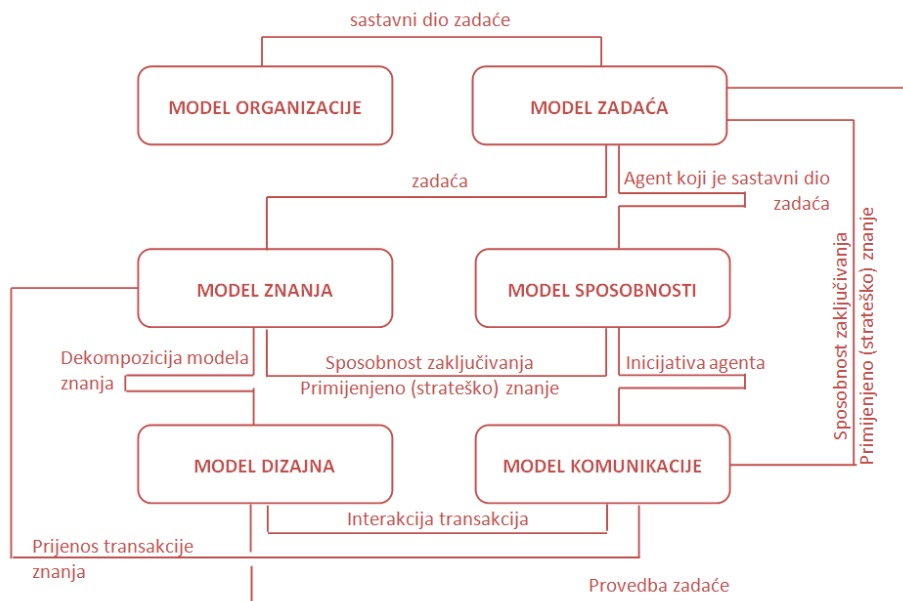 sastavni dio zadaće
MODEL ORGANIZACIJE
MODEL ZADAĆA
zadaća
Agent koji je sastavni dio
zadaća
Sposobnost zaključivanja
Primijenjeno (strateško) znanje
MODEL ZNANJA
MODEL SPOSOBNOSTI
Dekompozicija modela
znanja
Sposobnost zaključivanja
Primijenjeno (strateško) znanje
Inicijativa agenta
MODEL DIZAJNA
MODEL KOMUNIKACIJE
Interakcija transakcija
Prijenos transakcije
znanja
Provedba zadaće